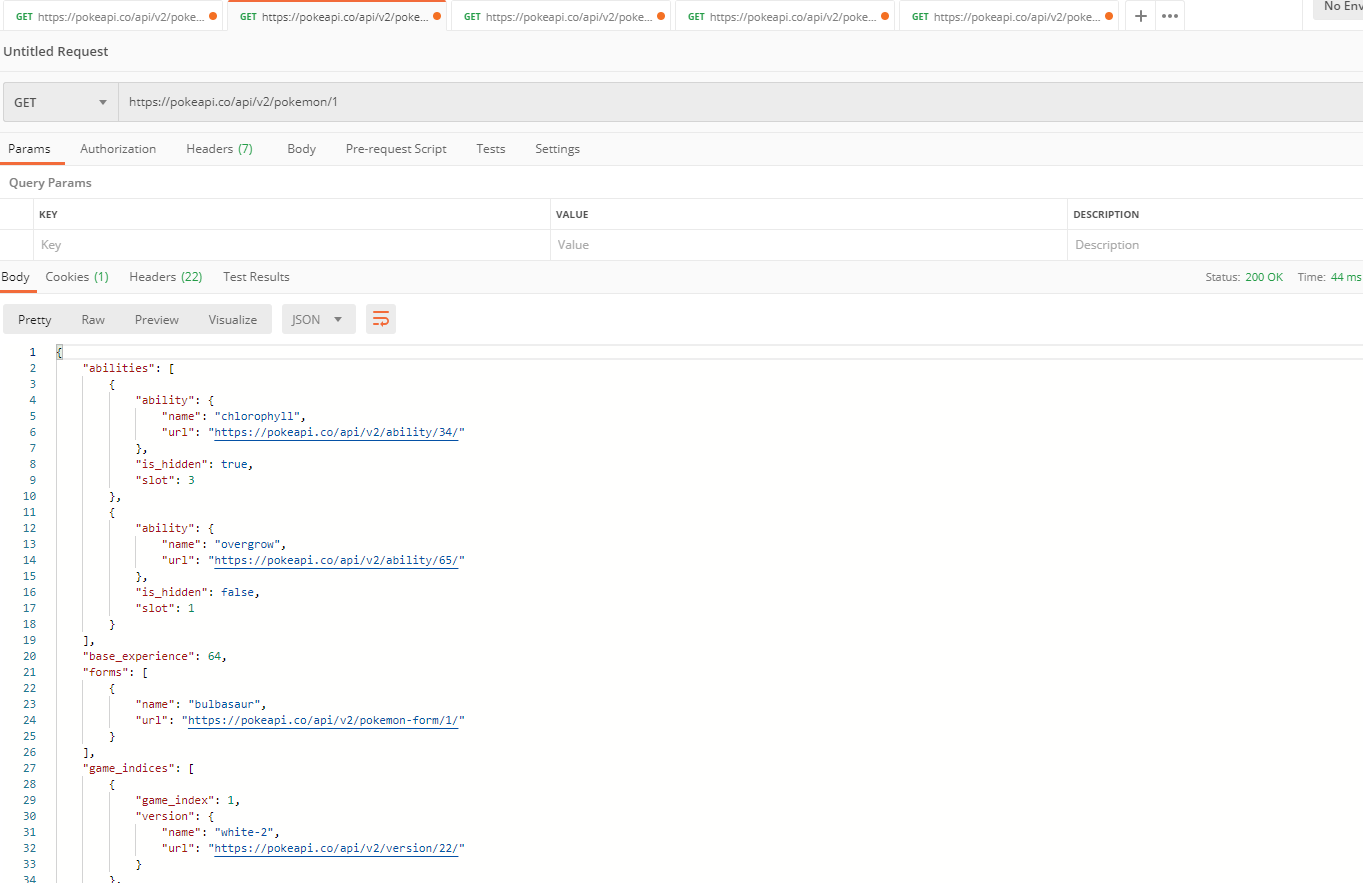 GET https://pokeapi.co/api/v2/poke... GET https://pokeapi.co/api/v2/poke... GET https://pokeapi.co/api/v2/poke... GET https://pokeapi.co/api/v2/poke... GET https://pokeapi.co/api/v2/poke... + ••• No Env
Untitled Request
GET https://pokeapi.co/api/v2/pokemon/1
Params Authorization Headers (7) Body Pre-request Script Tests Settings
Query Params
KEY VALUE DESCRIPTION
Key Value Description
Body Cookies (1) Headers (22) Test Results Status: 200 OK Time: 44 ms
Pretty Raw Preview Visualize JSON
1 {
2 "abilities": [
3 {
4 "ability": {
5 "name": "chlorophyll",
6 "url": "https://pokeapi.co/api/v2/ability/34/"
7 },
8 "is_hidden": true,
9 "slot": 3
10 },
11 {
12 "ability": {
13 "name": "overgrow",
14 "url": "https://pokeapi.co/api/v2/ability/65/"
15 },
16 "is_hidden": false,
17 "slot": 1
18 }
19 ],
20 "base_experience": 64,
21 "forms": [
22 {
23 "name": "bulbasaur",
24 "url": "https://pokeapi.co/api/v2/pokemon-form/1/"
25 }
26 ],
27 "game_indices": [
28 {
29 "game_index": 1,
30 "version": {
31 "name": "white-2",
32 "url": "https://pokeapi.co/api/v2/version/22/"
33 }
34 },